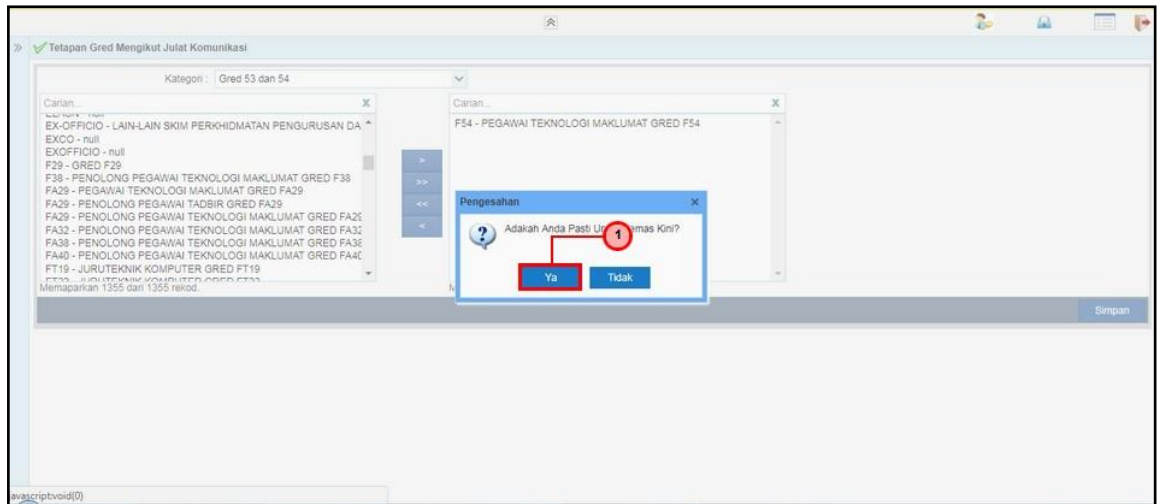 Tetapan Gred Mengikut Julat Komunikasi
Kategori : Gred 53 dan 54
Carian... X
EX-OFFICIO - LAIN-LAIN SKIM PERKHIDMATAN PENGURUSAN DA
EXCO - null
EXOFFICIO - null
F29 - GRED F29
F38 - PENOLONG PEGAWAI TEKNOLOGI MAKLUMAT GRED F38
FA29 - PEGAWAI TEKNOLOGI MAKLUMAT GRED FA29
FA29 - PENOLONG PEGAWAI TADBIR GRED FA29
FA29 - PENOLONG PEGAWAI TEKNOLOGI MAKLUMAT GRED FA29
FA32 - PENOLONG PEGAWAI TEKNOLOGI MAKLUMAT GRED FA32
FA38 - PENOLONG PEGAWAI TEKNOLOGI MAKLUMAT GRED FA38
FA40 - PENOLONG PEGAWAI TEKNOLOGI MAKLUMAT GRED FA40
FT19 - JURUTEKNIK KOMPUTER GRED FT19
Memaparkan 1355 dari 1355 rekod.
>
>>
<<
<
Carian... X
F54 - PEGAWAI TEKNOLOGI MAKLUMAT GRED F54
Pengesahan x
Adakah Anda Pasti Kini?
1
Ya Tidak
Simpan
avascript:void(0)